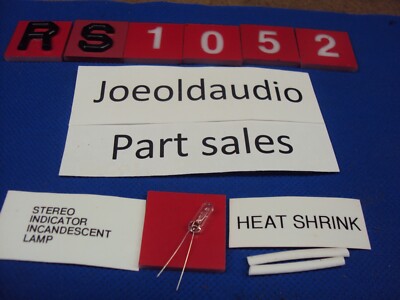 RS1052
Joeoldaudio
Part sales
STEREO
INDICATOR
INCANDESCENT
LAMP
HEAT SHRINK